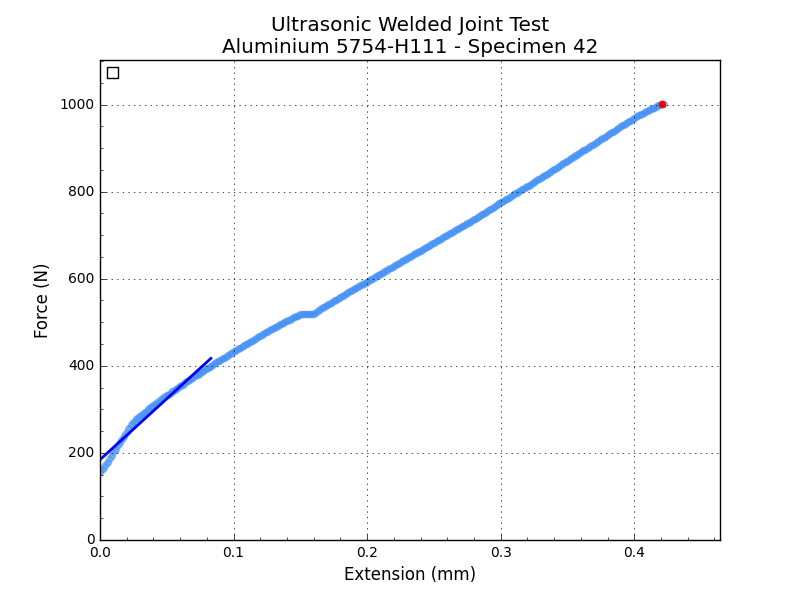 Ultrasonic Welded Joint Test
Aluminium 5754-H111 - Specimen 42
1000
800
600
400
200
0
Force (N)
0.0 0.1 0.2 0.3 0.4
Extension (mm)